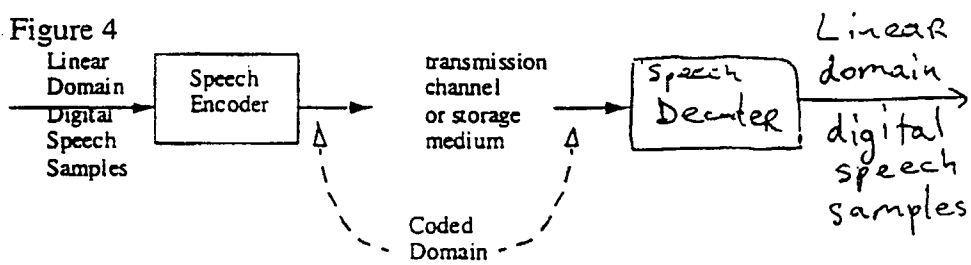 Figure 4
Linear
Domain
Digital
Speech
Samples
Speech
Encoder
transmission
channel
or storage
medium
Speech
Decoder
Linear
domain
digital
speech
samples
Coded
Domain